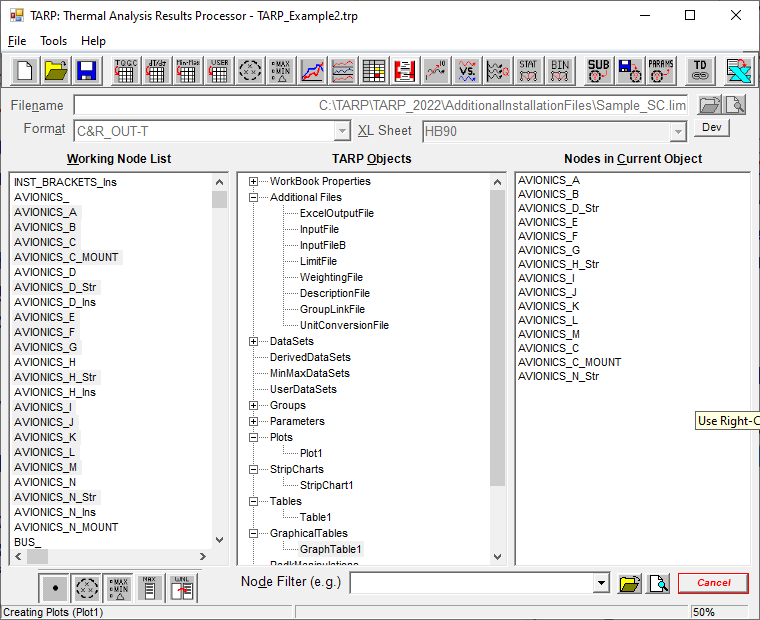 TARP: Thermal Analysis Results Processor - TARP_Example2.trp
File Tools Help
TQGC dT/dt Min-Max USER MAX MIN VS. STAT BIN SUB PARAMS TD
Filename C:\TARP\TARP_2022\AdditionalInstallationFiles\Sample_SC.lim
Format C&R_OUT-T XL Sheet HB90 Dev
Working Node List
INST_BRACKETS_Ins
AVIONICS_
AVIONICS_A
AVIONICS_B
AVIONICS_C
AVIONICS_C_MOUNT
AVIONICS_D
AVIONICS_D_Str
AVIONICS_D_Ins
AVIONICS_E
AVIONICS_F
AVIONICS_G
AVIONICS_H
AVIONICS_H_Str
AVIONICS_H_Ins
AVIONICS_I
AVIONICS_J
AVIONICS_K
AVIONICS_L
AVIONICS_M
AVIONICS_N
AVIONICS_N_Str
AVIONICS_N_Ins
AVIONICS_N_MOUNT
BUS_
TARP Objects
WorkBook Properties
Additional Files
ExcelOutputFile
InputFile
InputFileB
LimitFile
WeightingFile
DescriptionFile
GroupLinkFile
UnitConversionFile
DataSets
DerivedDataSets
MinMaxDataSets
UserDataSets
Groups
Parameters
Plots
Plot1
StripCharts
StripChart1
Tables
Table1
GraphicalTables
GraphTable1
Nodes in Current Object
AVIONICS_A
AVIONICS_B
AVIONICS_D_Str
AVIONICS_E
AVIONICS_F
AVIONICS_G
AVIONICS_H_Str
AVIONICS_I
AVIONICS_J
AVIONICS_K
AVIONICS_L
AVIONICS_M
AVIONICS_C
AVIONICS_C_MOUNT
AVIONICS_N_Str
Use Right-C
MAX MIN MAX WNL Node Filter (e.g.) Cancel
Creating Plots (Plot1) 50%